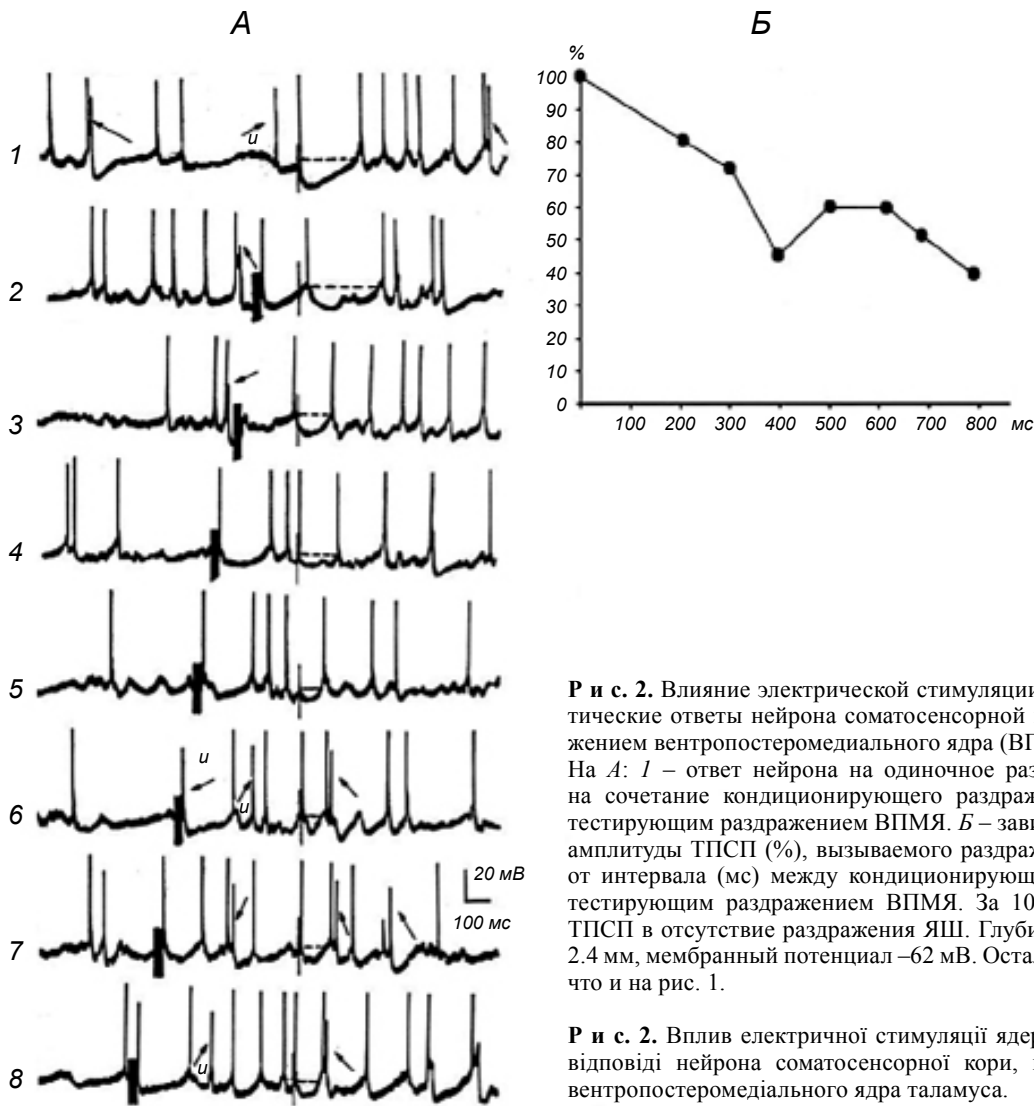 А
Б
%
100
90
80
70
60
50
40
30
20
10
0
100 200 300 400 500 600 700 800 мс
1
и
2
3
4
5
6
и
и
7
20 мВ
100 мс
8
и
Р и с. 2. Влияние электрической стимуляции
тические ответы нейрона соматосенсорной
жением вентропостеромедиального ядра (ВП
На А: 1 – ответ нейрона на одиночное раз
на сочетание кондиционирующего раздраж
тестирующим раздражением ВПМЯ. Б – зави
амплитуды ТПСП (%), вызываемого раздраж
от интервала (мс) между кондиционирующ
тестирующим раздражением ВПМЯ. За 10
ТПСП в отсутствие раздражения ЯШ. Глуби
2.4 мм, мембранный потенциал –62 мВ. Оста
что и на рис. 1.
Р и с. 2. Вплив електричної стимуляції ядер
відповіді нейрона соматосенсорної кори,
вентропостеромедіального ядра таламуса.